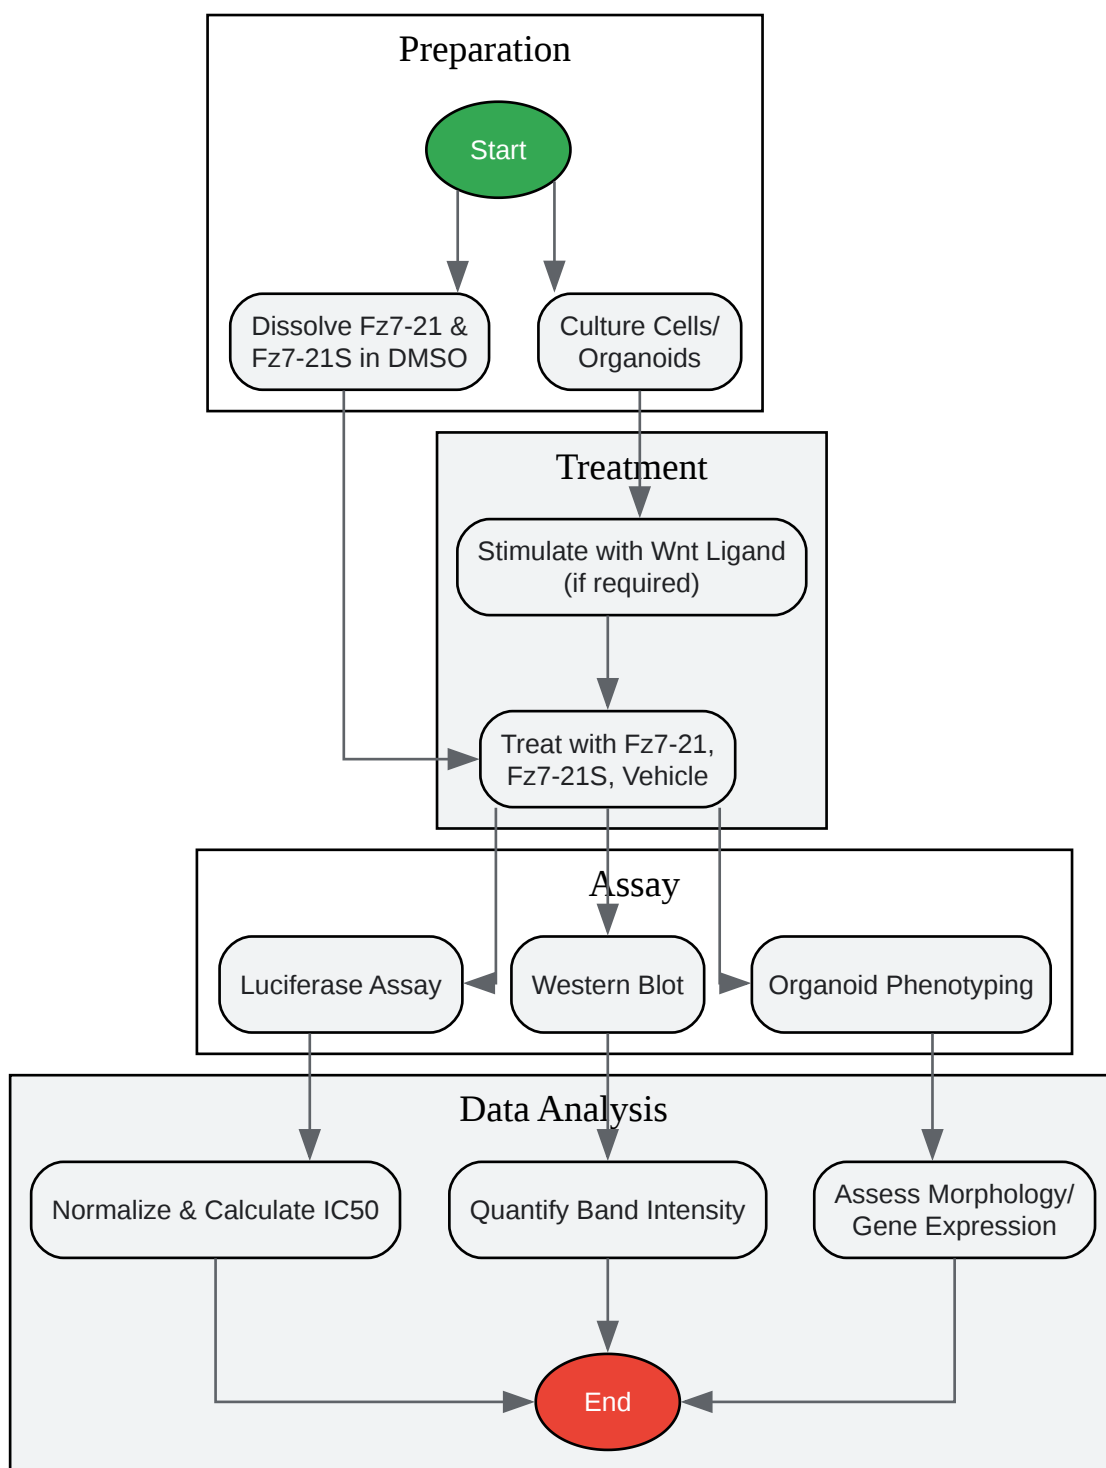 Preparation
Start
Dissolve Fz7-21 &
Fz7-21S in DMSO
Culture Cells/
Organoids
Treatment
Stimulate with Wnt Ligand
(if required)
Treat with Fz7-21,
Fz7-21S, Vehicle
Assay
Luciferase Assay
Western Blot
Organoid Phenotyping
Data Analysis
Normalize & Calculate IC50
Quantify Band Intensity
Assess Morphology/
Gene Expression
End